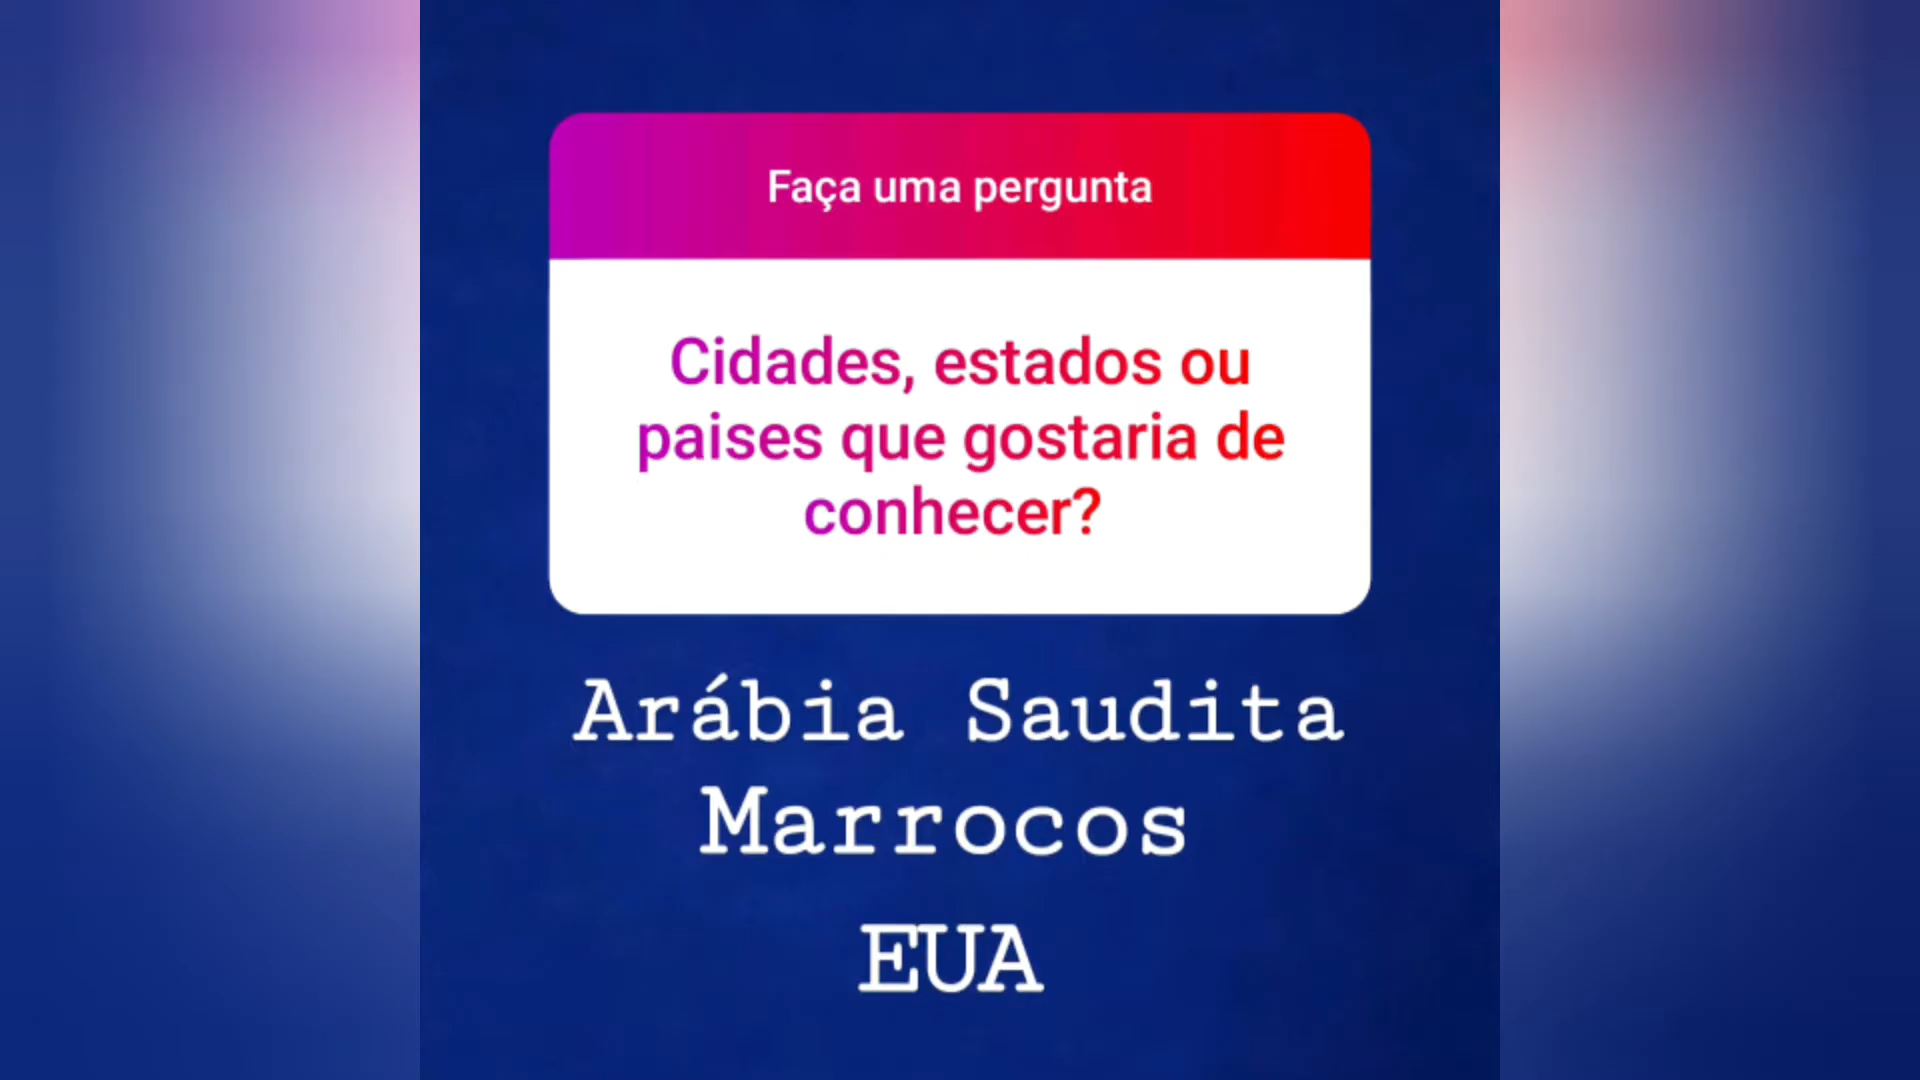 Faça uma pergunta
Cidades, estados ou
paises que gostaria de
conhecer?
Arábia Saudita
Marrocos
EUA